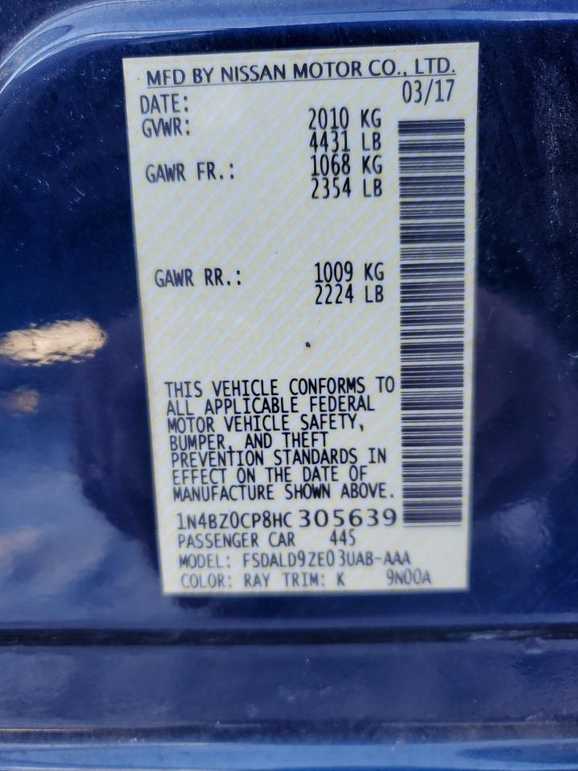 MFD BY NISSAN MOTOR CO., LTD.
DATE: 03/17
GVWR: 2010 KG
4431 LB
GAWR FR.: 1068 KG
2354 LB
GAWR RR.: 1009 KG
2224 LB
THIS VEHICLE CONFORMS TO
ALL APPLICABLE FEDERAL
MOTOR VEHICLE SAFETY,
BUMPER, AND THEFT
PREVENTION STANDARDS IN
EFFECT ON THE DATE OF
MANUFACTURE SHOWN ABOVE.
1N4BZ0CP8HC 305639
PASSENGER CAR 445
MODEL: FSDALD9ZE03UAB-AAA
COLOR: RAY TRIM: K 9N00A